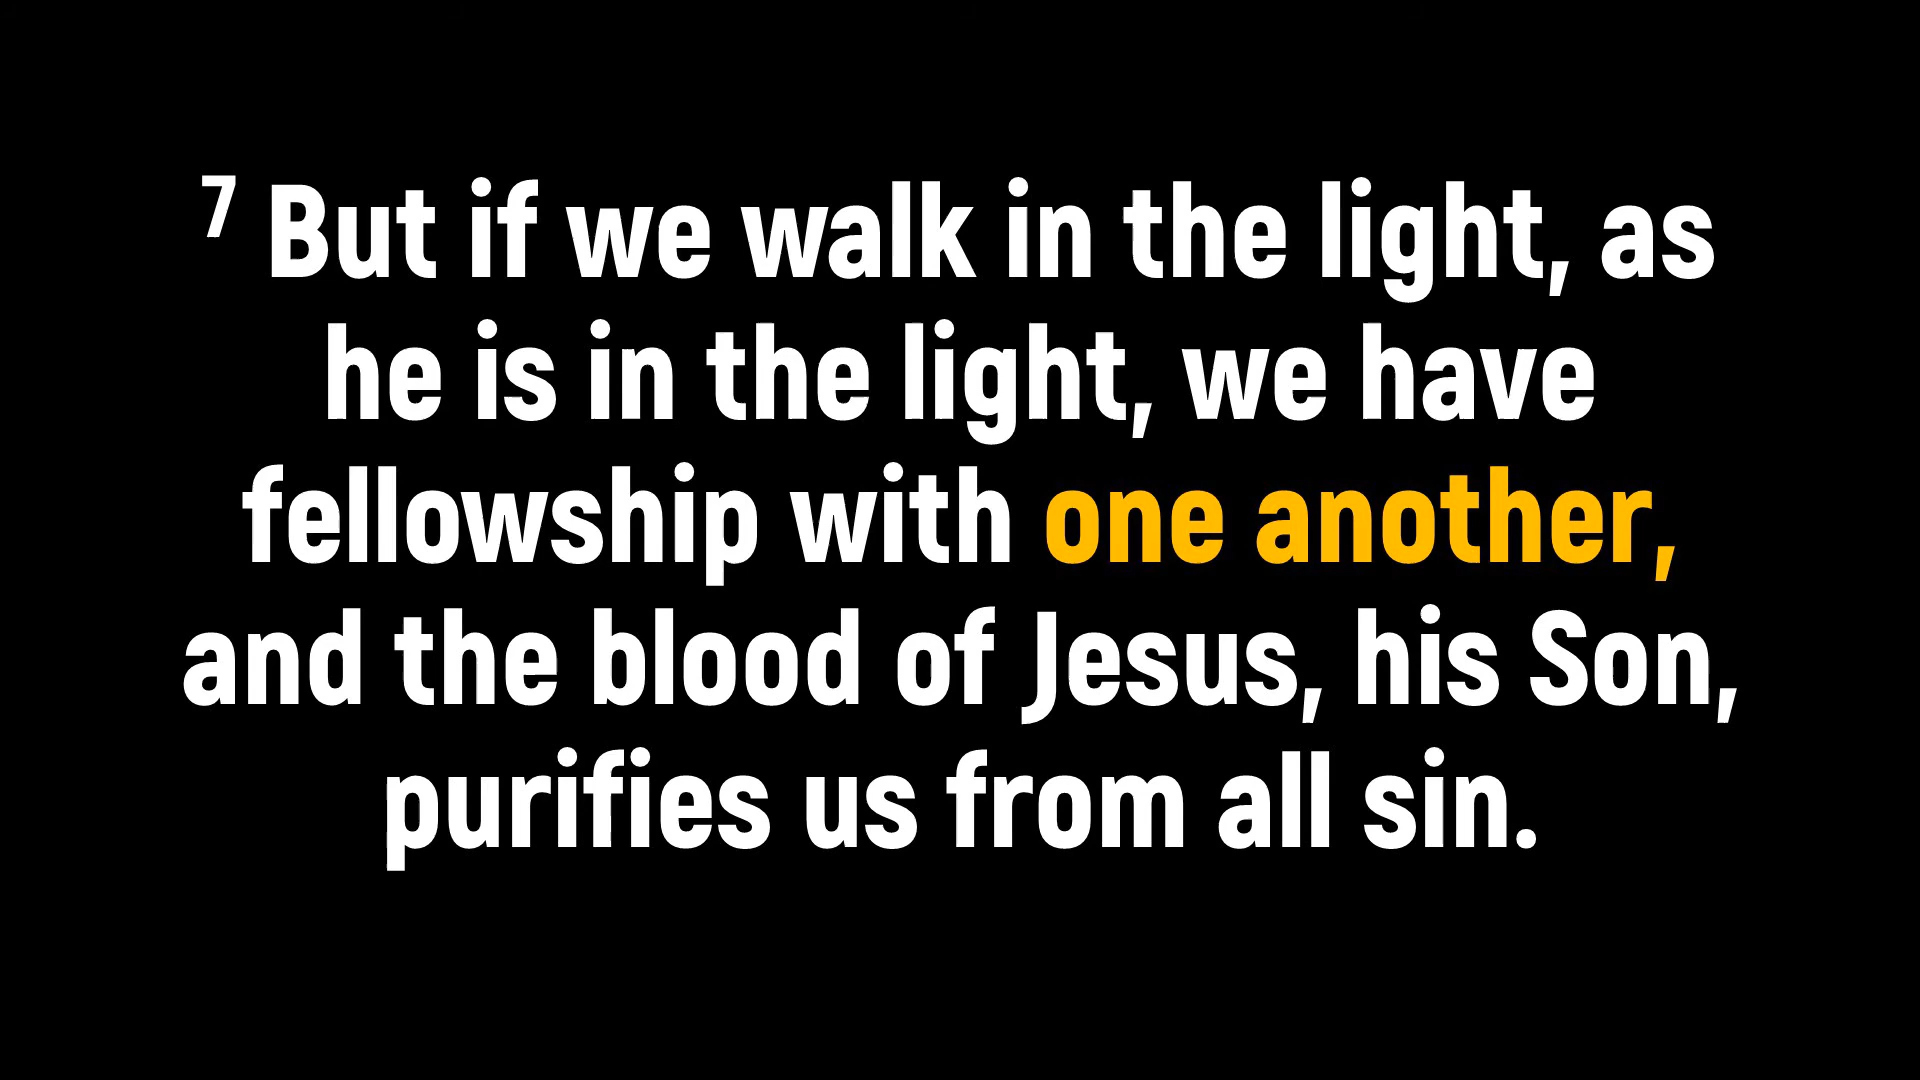 ⁷ But if we walk in the light, as
he is in the light, we have
fellowship with one another,
and the blood of Jesus, his Son,
purifies us from all sin.